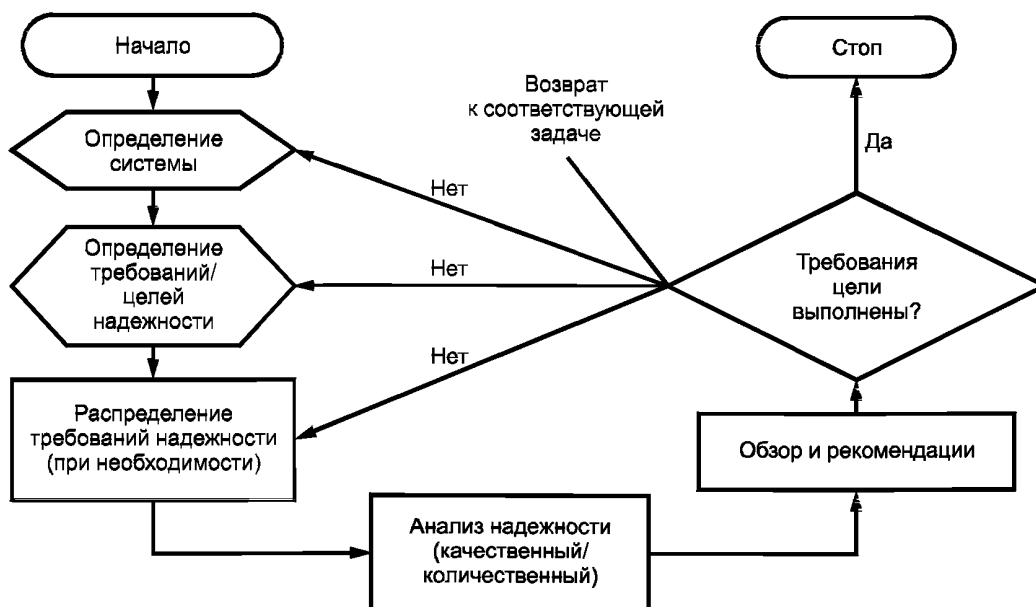 Начало
Определение
системы
Определение
требований/
целей
надежности
Распределение
требований надежности
(при необходимости)
Анализ надежности
(качественный/
количественный)
Обзор и рекомендации
Требования
цели
выполнены?
Да
Стоп
Возврат
к соответствующей
задаче
Нет
Нет
Нет